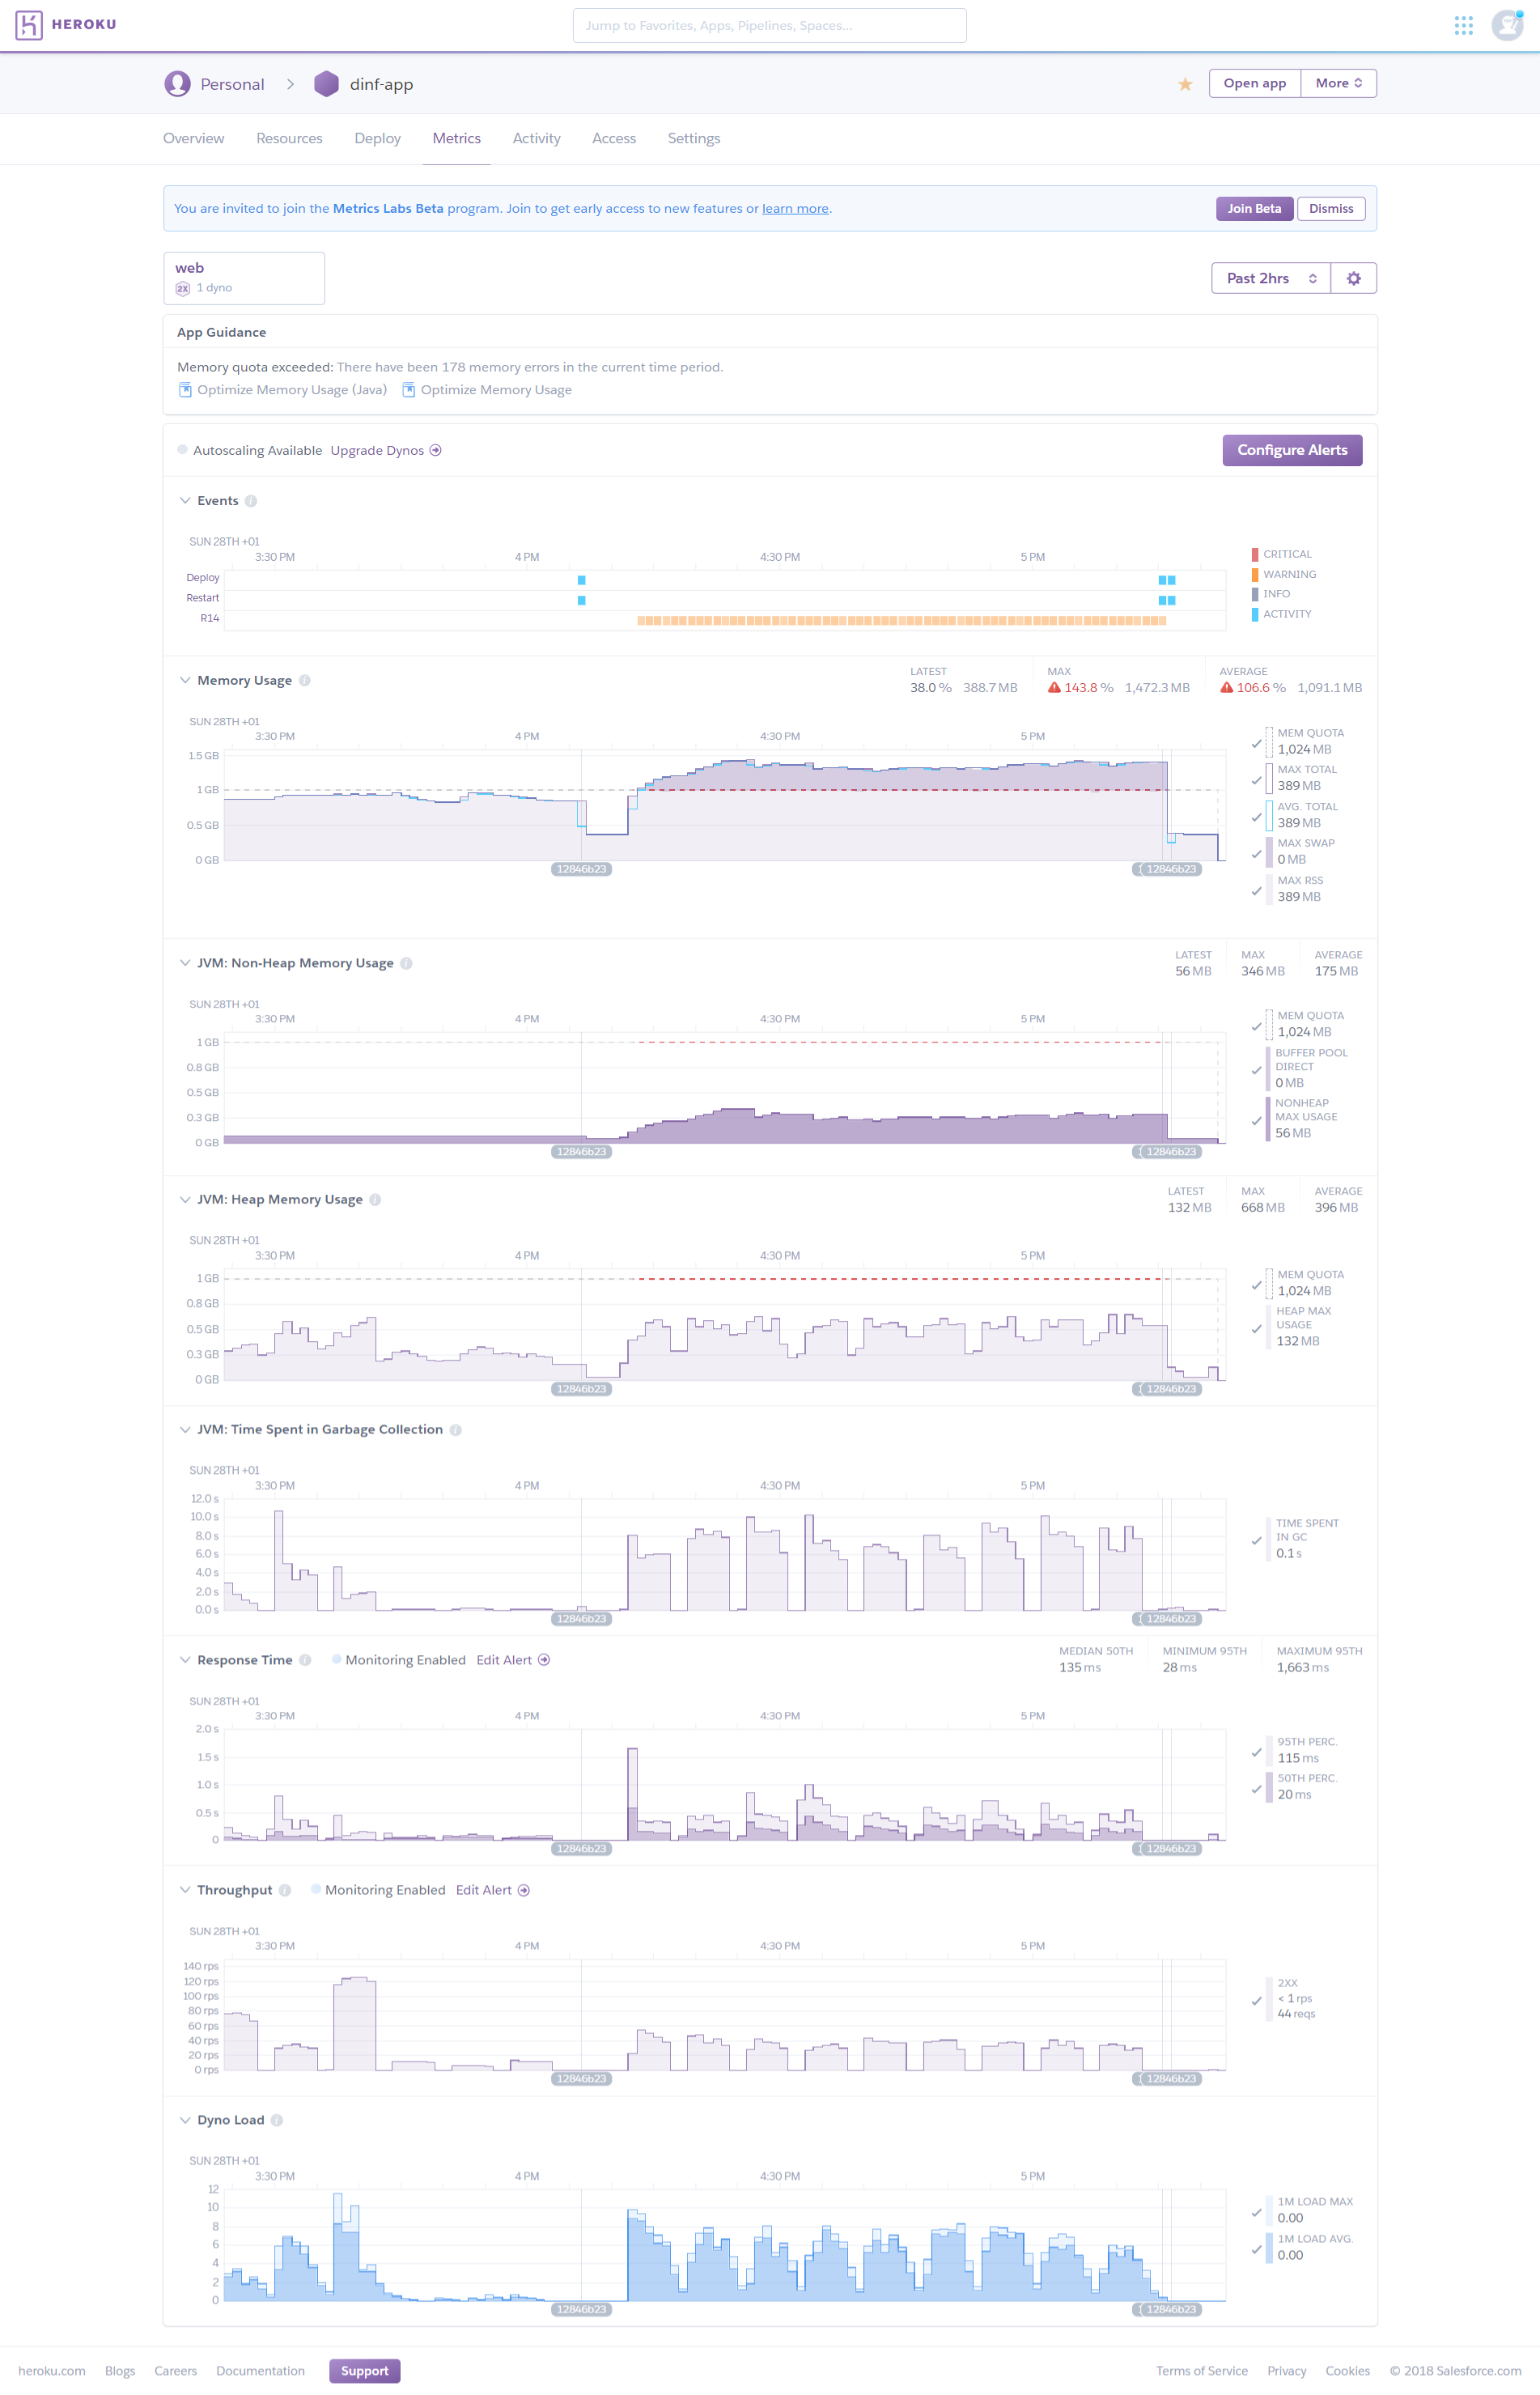 HEROKU
Jump to Favorites, Apps, Pipelines, Spaces...
Personal
dinf-app
Open app
More
Overview
Resources
Deploy
Metrics
Activity
Access
Settings
You are invited to join the Metrics Labs Beta program. Join to get early access to new features or learn more.
Join Beta
Dismiss
web
2X 1 dyno
Past 2hrs
App Guidance
Memory quota exceeded: There have been 178 memory errors in the current time period.
Optimize Memory Usage (Java)
Optimize Memory Usage
Autoscaling Available Upgrade Dynos
Configure Alerts
Events
SUN 28TH +01
3:30 PM 4 PM 4:30 PM 5 PM
Deploy
Restart
R14
CRITICAL
WARNING
INFO
ACTIVITY
Memory Usage
LATEST
38.0 % 388.7 MB
MAX
143.8 % 1,472.3 MB
AVERAGE
106.6 % 1,091.1 MB
SUN 28TH +01
3:30 PM 4 PM 4:30 PM 5 PM
1.5 GB
1 GB
0.5 GB
0 GB
12846b23
12846b23
MEM QUOTA
1,024 MB
MAX TOTAL
389 MB
AVG. TOTAL
389 MB
MAX SWAP
0 MB
MAX RSS
389 MB
JVM: Non-Heap Memory Usage
LATEST
56 MB
MAX
346 MB
AVERAGE
175 MB
SUN 28TH +01
3:30 PM 4 PM 4:30 PM 5 PM
1 GB
0.8 GB
0.5 GB
0.3 GB
0 GB
12846b23
12846b23
MEM QUOTA
1,024 MB
BUFFER POOL
DIRECT
0 MB
NONHEAP
MAX USAGE
56 MB
JVM: Heap Memory Usage
LATEST
132 MB
MAX
668 MB
AVERAGE
396 MB
SUN 28TH +01
3:30 PM 4 PM 4:30 PM 5 PM
1 GB
0.8 GB
0.5 GB
0.3 GB
0 GB
12846b23
12846b23
MEM QUOTA
1,024 MB
HEAP MAX
USAGE
132 MB
JVM: Time Spent in Garbage Collection
SUN 28TH +01
3:30 PM 4 PM 4:30 PM 5 PM
12.0 s
10.0 s
8.0 s
6.0 s
4.0 s
2.0 s
0.0 s
12846b23
12846b23
TIME SPENT
IN GC
0.1 s
Response Time
Monitoring Enabled
Edit Alert
MEDIAN 50TH
135 ms
MINIMUM 95TH
28 ms
MAXIMUM 95TH
1,663 ms
SUN 28TH +01
3:30 PM 4 PM 4:30 PM 5 PM
2.0 s
1.5 s
1.0 s
0.5 s
0
12846b23
12846b23
95TH PERC.
115 ms
50TH PERC.
20 ms
Throughput
Monitoring Enabled
Edit Alert
SUN 28TH +01
3:30 PM 4 PM 4:30 PM 5 PM
140 rps
120 rps
100 rps
80 rps
60 rps
40 rps
20 rps
0 rps
12846b23
12846b23
2XX
< 1 rps
44 reqs
Dyno Load
SUN 28TH +01
3:30 PM 4 PM 4:30 PM 5 PM
12
10
8
6
4
2
0
12846b23
12846b23
1M LOAD MAX
0.00
1M LOAD AVG.
0.00
heroku.com
Blogs
Careers
Documentation
Support
Terms of Service
Privacy
Cookies
© 2018 Salesforce.com